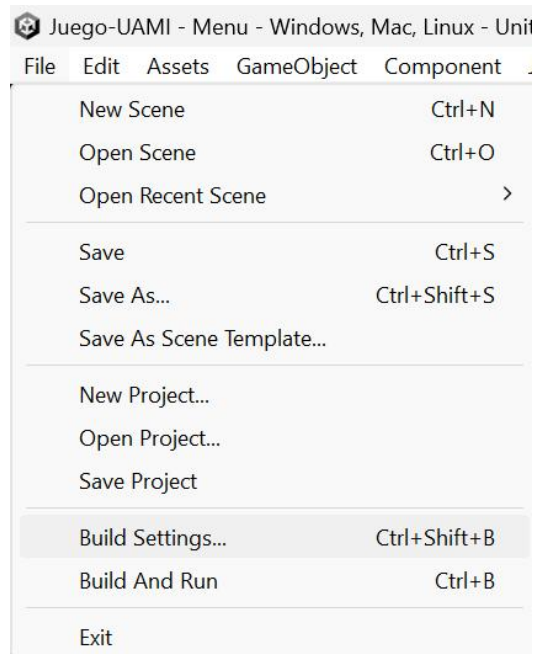 Juego-UAMI - Menu - Windows, Mac, Linux - Unit
File Edit Assets GameObject Component
New Scene Ctrl+N
Open Scene Ctrl+O
Open Recent Scene >
Save Ctrl+S
Save As... Ctrl+Shift+S
Save As Scene Template...
New Project...
Open Project...
Save Project
Build Settings... Ctrl+Shift+B
Build And Run Ctrl+B
Exit